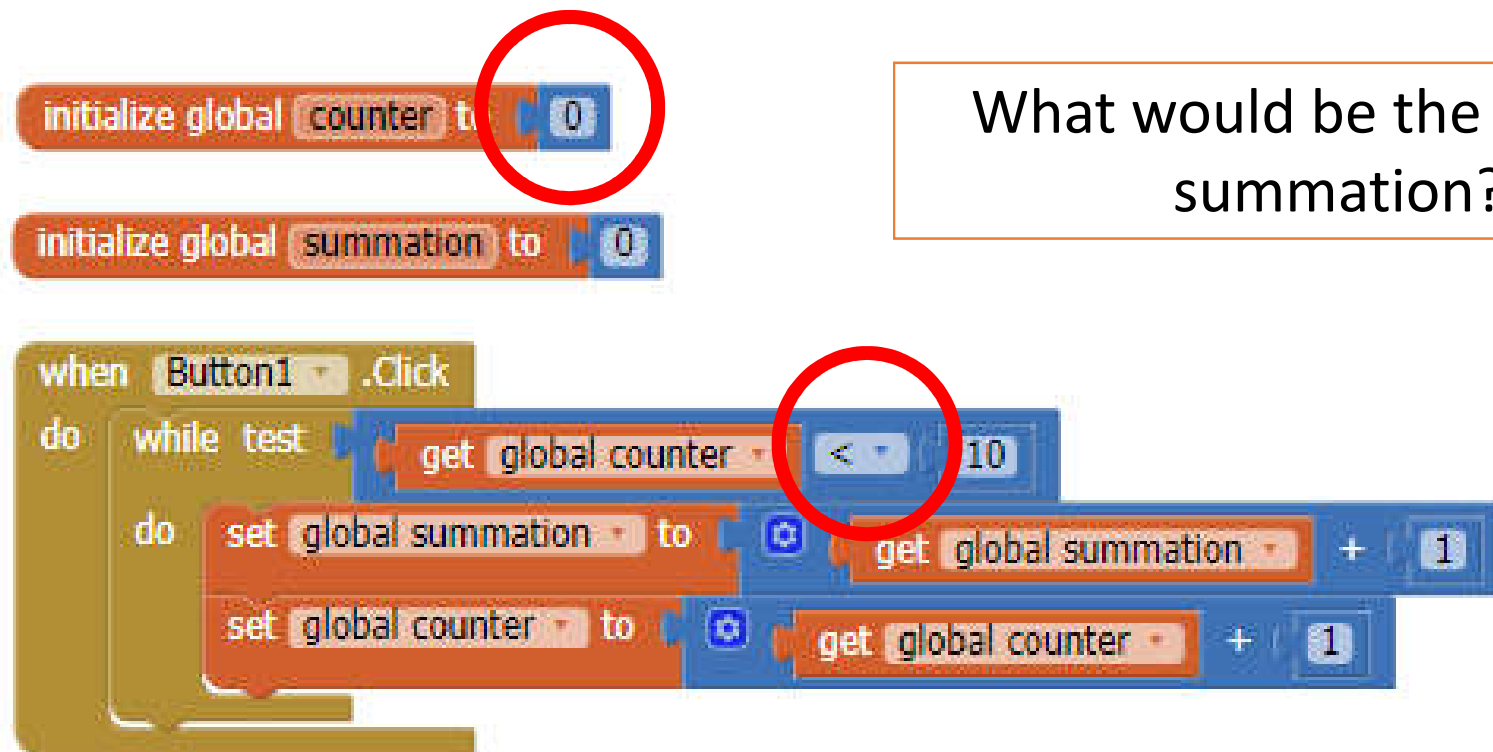 initialize global counter to 0
What would be the
summation?
initialize global summation to 0
when Button1 .Click
do while test get global counter < 10
do set global summation to get global summation + 1
set global counter to get global counter + 1